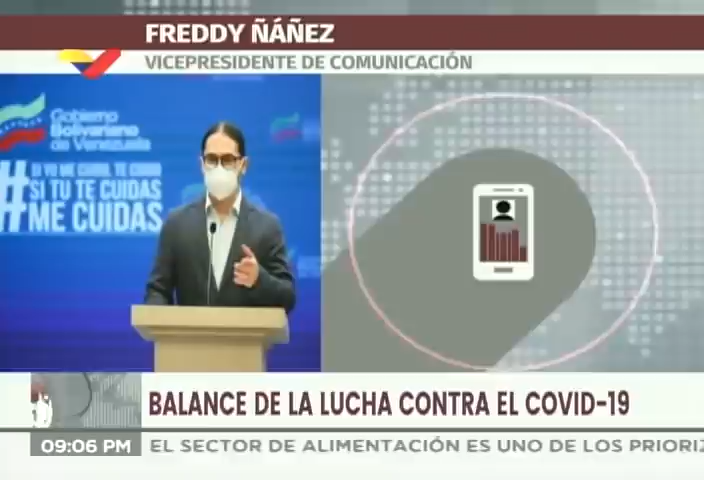 FREDDY ÑÁÑEZ
VICEPRESIDENTE DE COMUNICACIÓN
Gobierno
Bolivariano
de Venezuela
SI YO ME CUIDO, TE CUIDO
#SI TU TE CUIDAS
ME CUIDAS
BALANCE DE LA LUCHA CONTRA EL COVID-19
09:06 PM
EL SECTOR DE ALIMENTACIÓN ES UNO DE LOS PRIORIZ